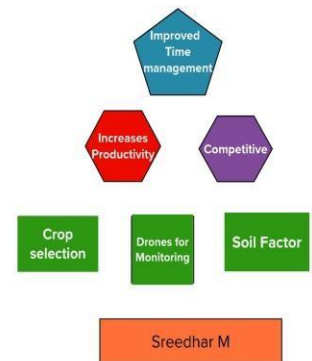 Improved
Time
management
Increases
Productivity
Competitive
Crop
selection
Drones for
Monitoring
Soil Factor
Sreedhar M